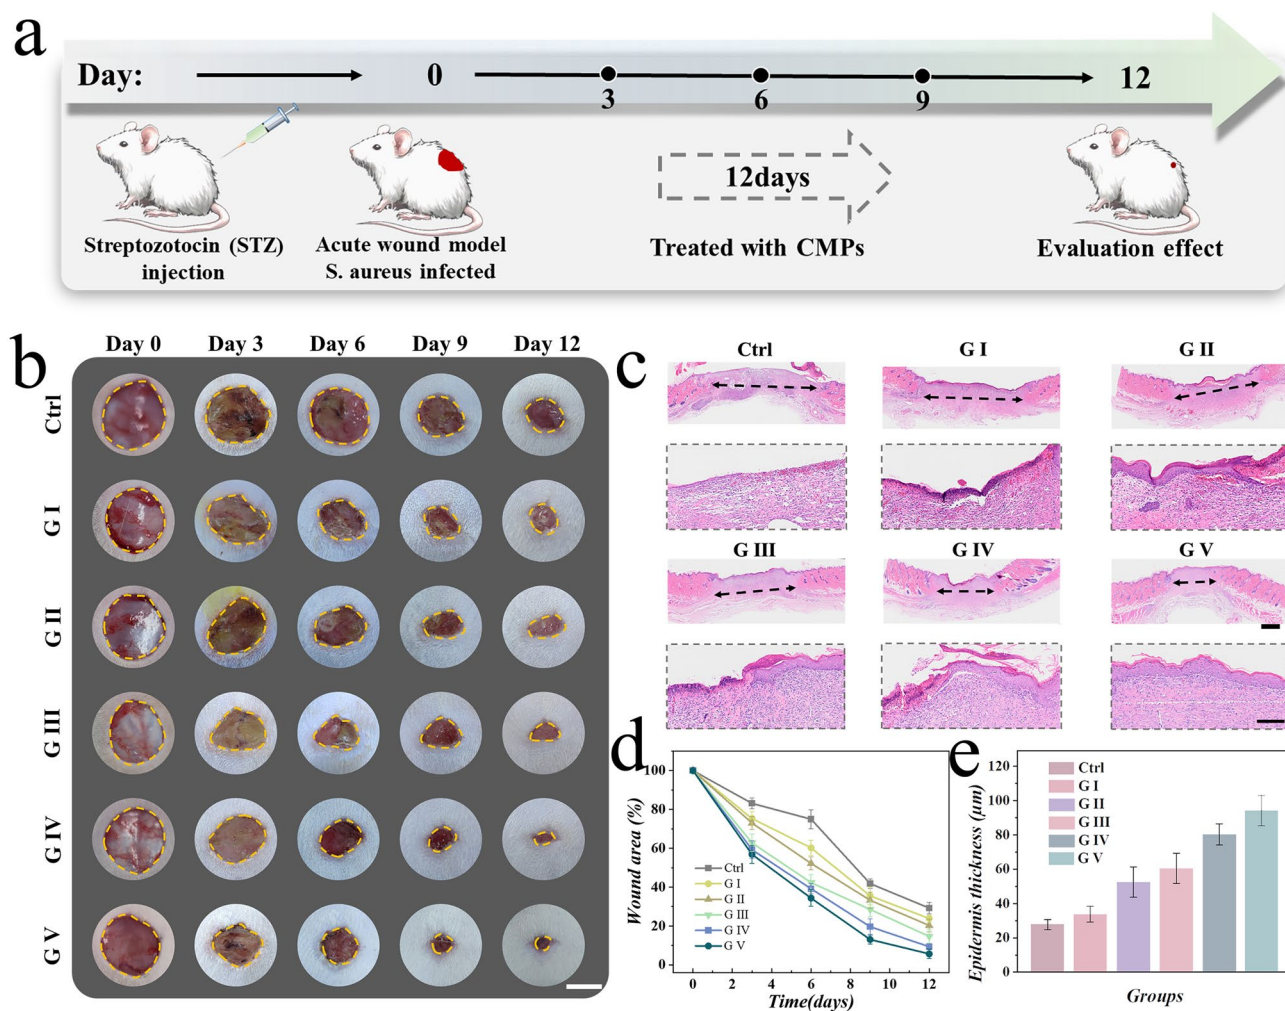 a
Day: 0 3 6 9 12
12days
Streptozotocin (STZ)
injection
Acute wound model
S. aureus infected
Treated with CMPs
Evaluation effect
b
Day 0 Day 3 Day 6 Day 9 Day 12
Ctrl
G I
G II
G III
G IV
G V
c
Ctrl G I G II
G III G IV G V
d
Wound area (%)
100
80
60
40
20
0
Ctrl
G I
G II
G III
G IV
G V
0 2 4 6 8 10 12
Time(days)
e
Epidermis thickness (μm)
120
100
80
60
40
20
0
Ctrl
G I
G II
G III
G IV
G V
Groups